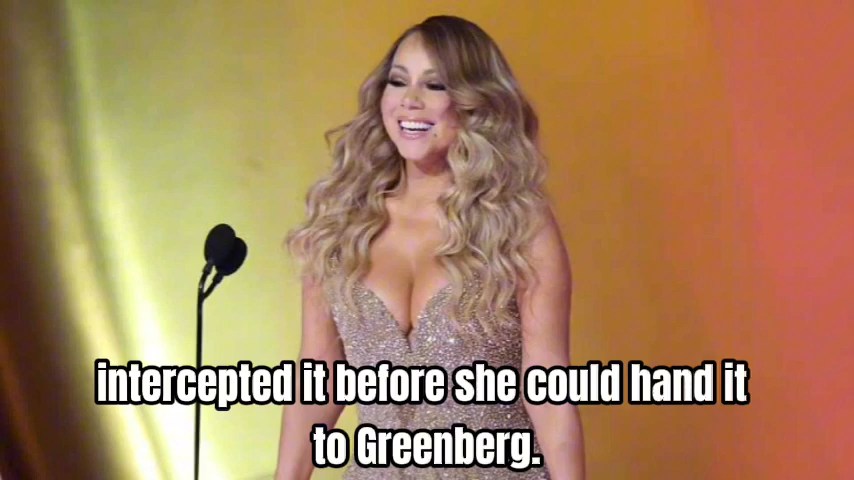 intercepted it before she could hand it
to Greenberg.